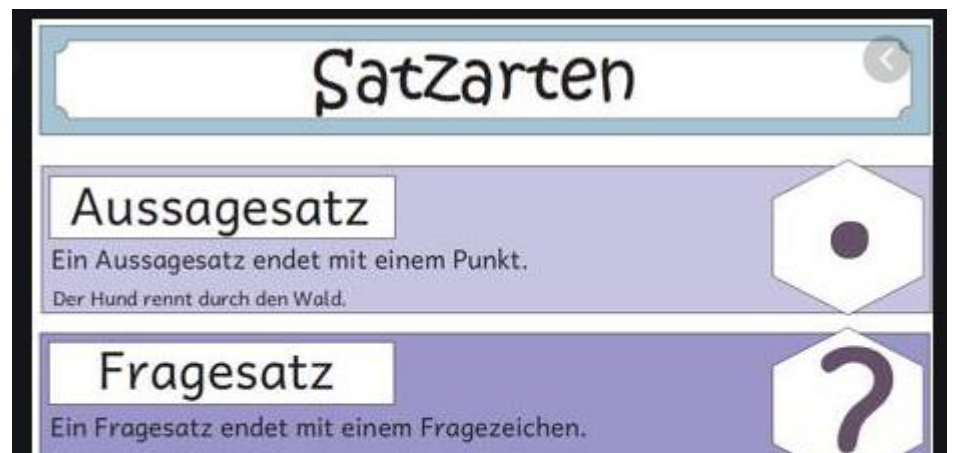 Satzarten
Aussagesatz
Ein Aussagesatz endet mit einem Punkt.
Der Hund rennt durch den Wald.
.
Fragesatz
Ein Fragesatz endet mit einem Fragezeichen.
?